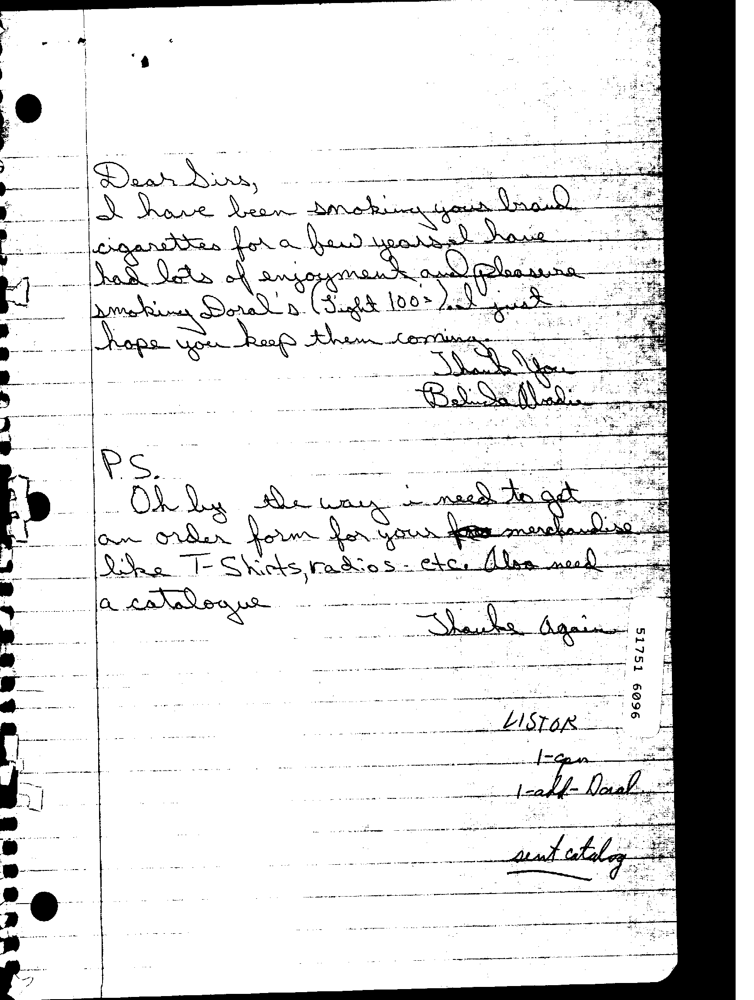 Dear Sirs,
I have been smoking your brand
cigarettes for a few years. I have
had lots of enjoyment and pleasure
smoking Doral's (Light 100's). I just
hope you keep them coming.
Thank You
Belinda
P.S.
Oh by the way i need to get
an order form for your merchandise
like T-Shirts, radios - etc. Also need
a catalogue
Thanks Again
51751 6096
LISTOR
1-gen
1-add-Doral
sent catalog